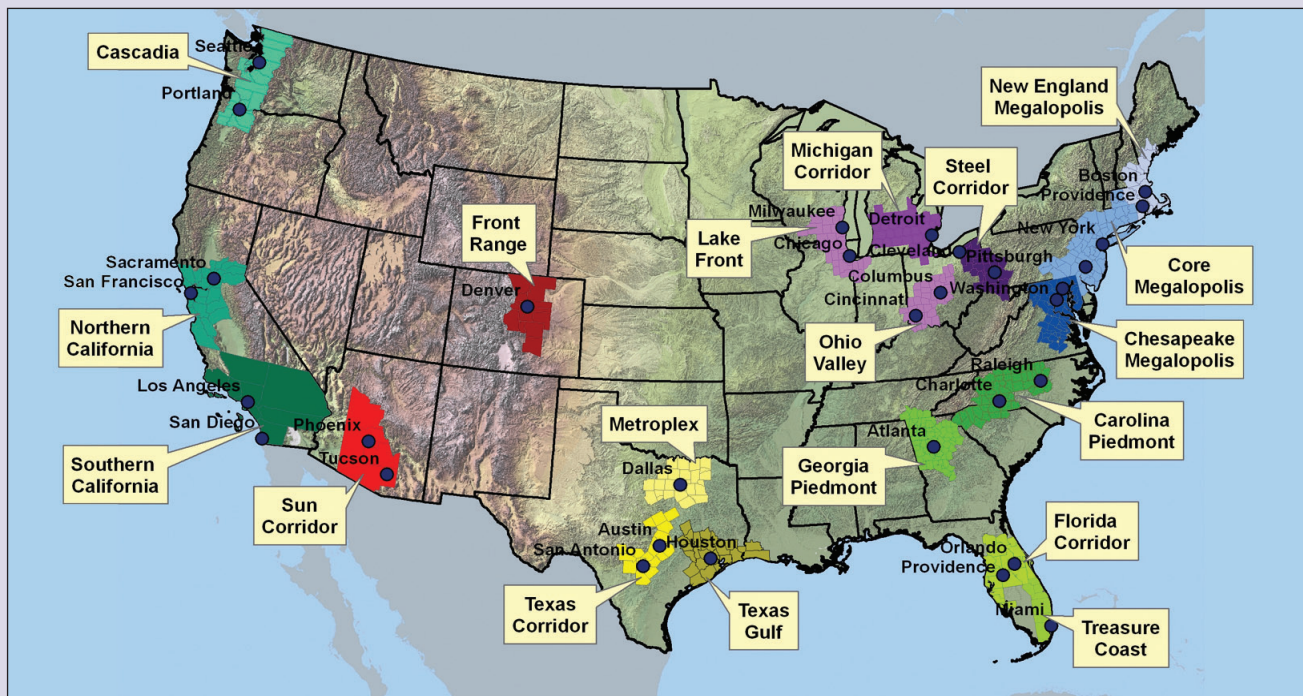 Seattle
Cascadia
Portland
New England
Megalopolis
Michigan
Corridor
Steel
Corridor
Boston
Providence
Front
Range
Milwaukee
Detroit
Lake
Front
Chicago
Cleveland
New York
Sacramento
San Francisco
Denver
Columbus
Pittsburgh
Washington
Core
Megalopolis
Cincinnati
Northern
California
Ohio
Valley
Chesapeake
Megalopolis
Los Angeles
San Diego
Phoenix
Tucson
Metroplex
Raleigh
Charlotte
Carolina
Piedmont
Atlanta
Georgia
Piedmont
Southern
California
Sun
Corridor
Dallas
Austin
San Antonio
Houston
Florida
Corridor
Orlando
Providence
Texas
Corridor
Texas
Gulf
Miami
Treasure
Coast